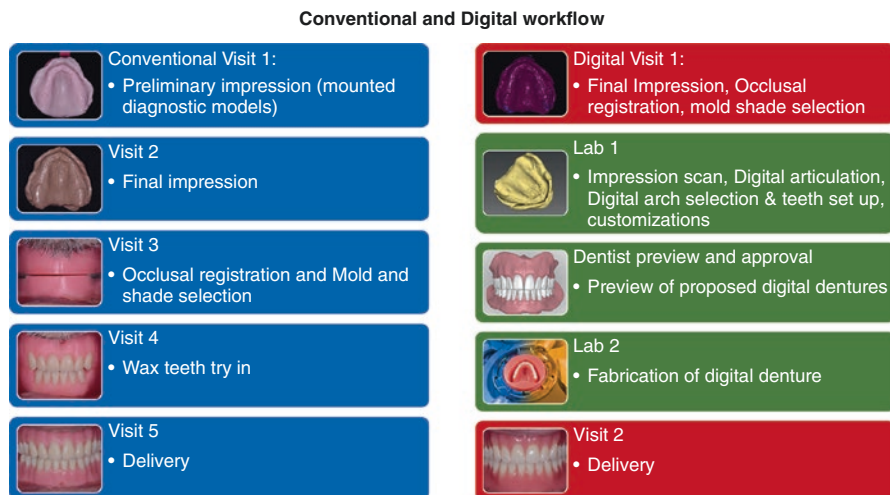 Conventional and Digital workflow
Conventional Visit 1:
• Preliminary impression (mounted
diagnostic models)
Visit 2
• Final impression
Visit 3
• Occlusal registration and Mold and
shade selection
Visit 4
• Wax teeth try in
Visit 5
• Delivery
Digital Visit 1:
• Final Impression, Occlusal
registration, mold shade selection
Lab 1
• Impression scan, Digital articulation,
Digital arch selection & teeth set up,
customizations
Dentist preview and approval
• Preview of proposed digital dentures
Lab 2
• Fabrication of digital denture
Visit 2
• Delivery